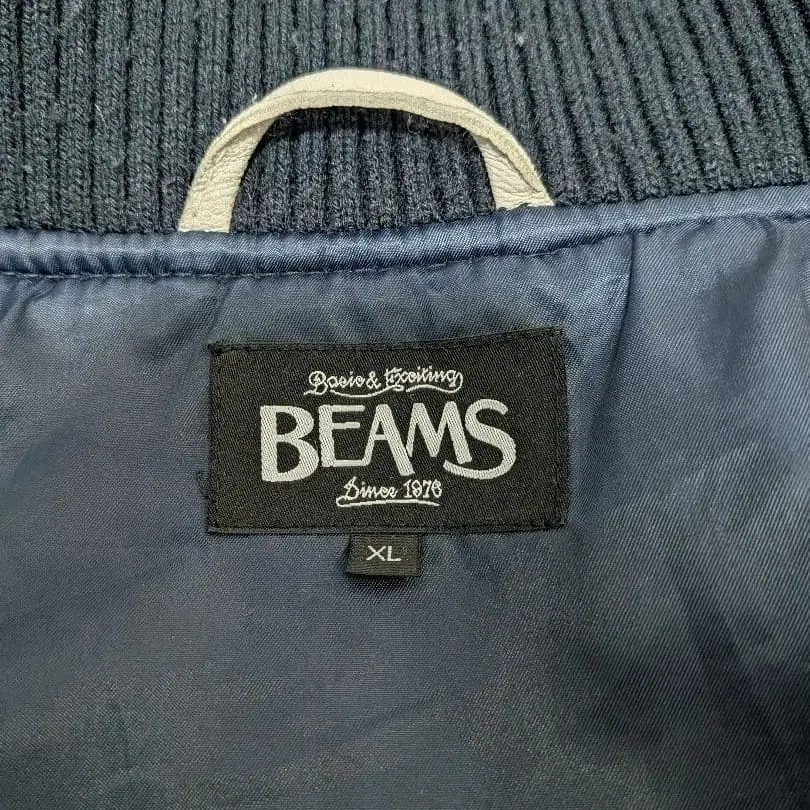 Basic & Exciting
BEAMS
Since 1976
XL